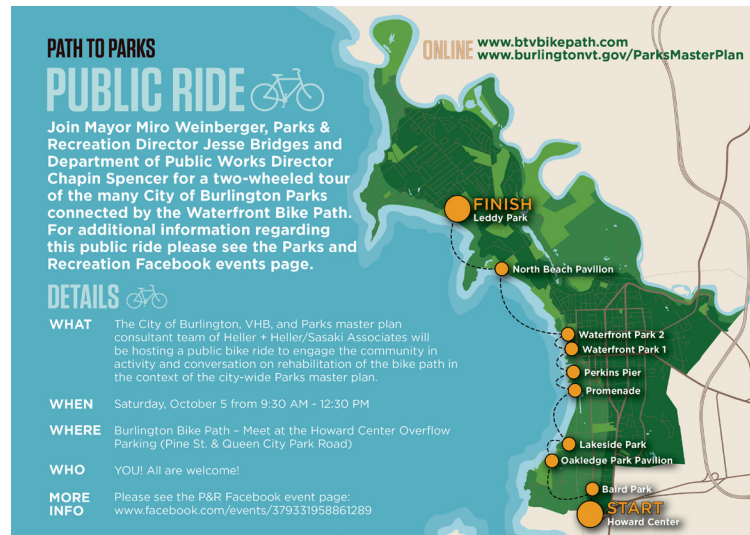 PATH TO PARKS
PUBLIC RIDE
Join Mayor Miro Weinberger, Parks &
Recreation Director Jesse Bridges and
Department of Public Works Director
Chapin Spencer for a two-wheeled tour
of the many City of Burlington Parks
connected by the Waterfront Bike Path.
For additional information regarding
this public ride please see the Parks and
Recreation Facebook events page.
DETAILS
WHAT
The City of Burlington, VHB, and Parks master plan
consultant team of Heller + Heller/Sasaki Associates will
be hosting a public bike ride to engage the community in
activity and conversation on rehabilitation of the bike path in
the context of the city-wide Parks master plan.
WHEN
Saturday, October 5 from 9:30 AM - 12:30 PM
WHERE
Burlington Bike Path – Meet at the Howard Center Overflow
Parking (Pine St. & Queen City Park Road)
WHO
YOU! All are welcome!
MORE
INFO
Please see the P&R Facebook event page:
www.facebook.com/events/379331958861289
ONLINE
www.btvbikepath.com
www.burlingtonvt.gov/ParksMasterPlan
FINISH
Leddy Park
North Beach Pavilion
Waterfront Park 2
Waterfront Park 1
Perkins Pier
Promenade
Lakeside Park
Oakledge Park Pavilion
Baird Park
START
Howard Center